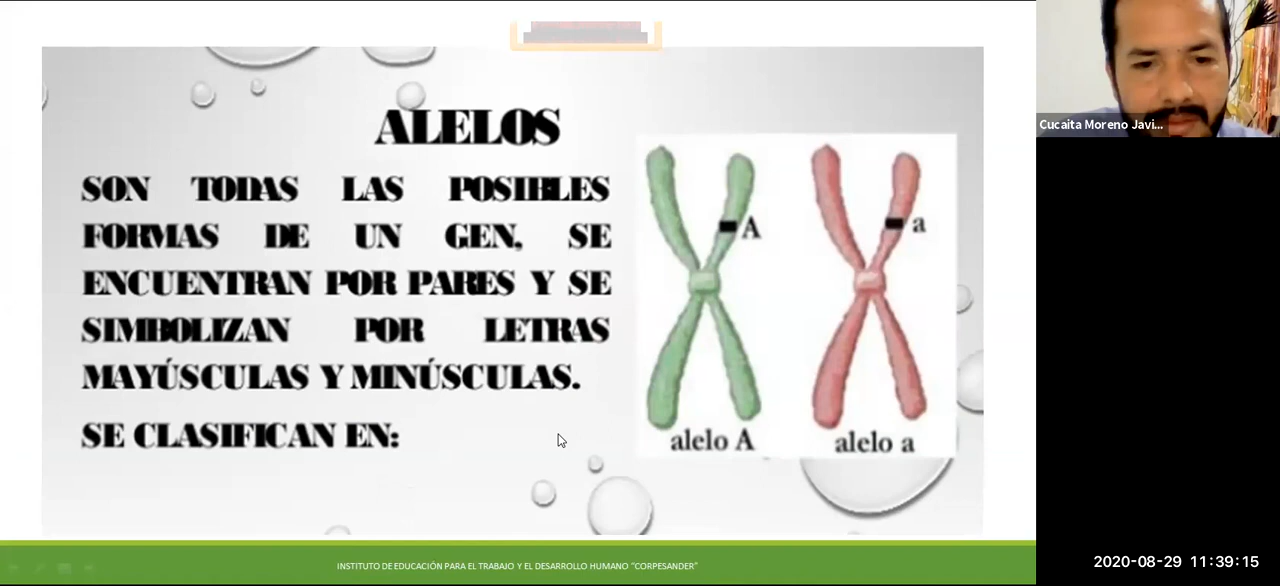 ALELOS
SON TODAS LAS POSIBLES
FORMAS DE UN GEN, SE
ENCUENTRAN POR PARES Y SE
SIMBOLIZAN POR LETRAS
MAYÚSCULAS Y MINÚSCULAS.
SE CLASIFICAN EN:
A
a
alelo A
alelo a
INSTITUTO DE EDUCACIÓN PARA EL TRABAJO Y EL DESARROLLO HUMANO "CORPESANDER"
Cucaita Moreno Javi...
2020-08-29 11:39:15